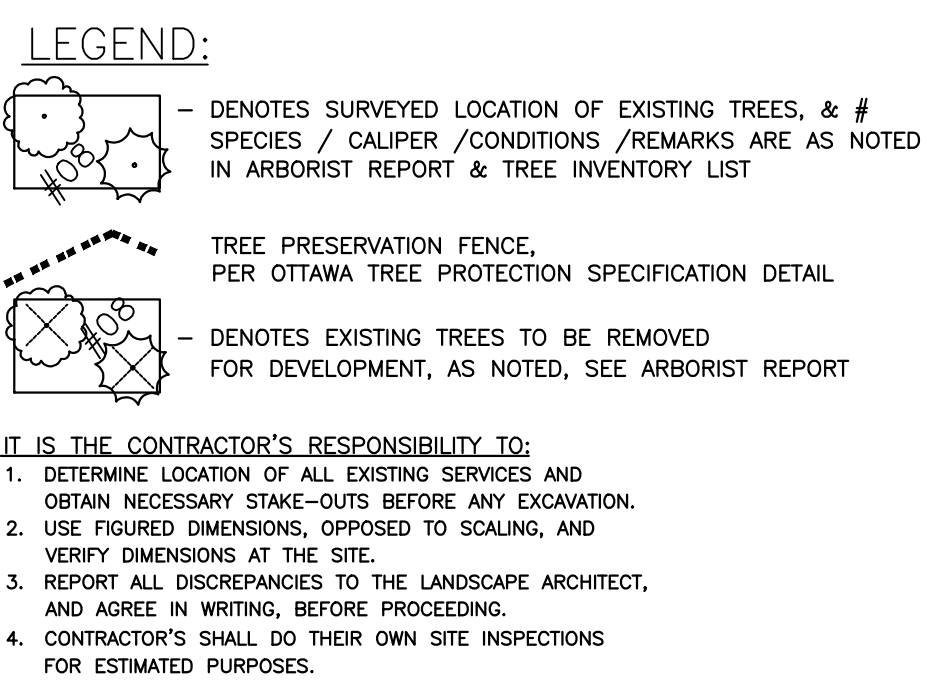 LEGEND:
– DENOTES SURVEYED LOCATION OF EXISTING TREES, & #
SPECIES / CALIPER /CONDITIONS /REMARKS ARE AS NOTED
IN ARBORIST REPORT & TREE INVENTORY LIST
TREE PRESERVATION FENCE,
PER OTTAWA TREE PROTECTION SPECIFICATION DETAIL
– DENOTES EXISTING TREES TO BE REMOVED
FOR DEVELOPMENT, AS NOTED, SEE ARBORIST REPORT
IT IS THE CONTRACTOR'S RESPONSIBILITY TO:
1. DETERMINE LOCATION OF ALL EXISTING SERVICES AND
OBTAIN NECESSARY STAKE–OUTS BEFORE ANY EXCAVATION.
2. USE FIGURED DIMENSIONS, OPPOSED TO SCALING, AND
VERIFY DIMENSIONS AT THE SITE.
3. REPORT ALL DISCREPANCIES TO THE LANDSCAPE ARCHITECT,
AND AGREE IN WRITING, BEFORE PROCEEDING.
4. CONTRACTOR'S SHALL DO THEIR OWN SITE INSPECTIONS
FOR ESTIMATED PURPOSES.